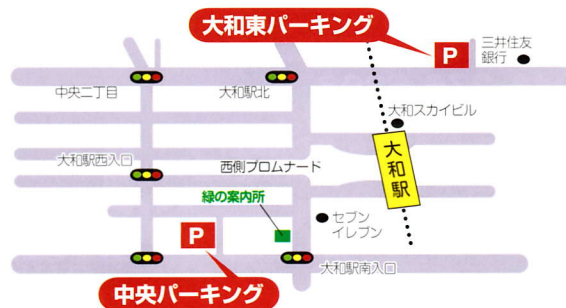 大和東パーキング
P
三井住友
銀行
中央二丁目
大和駅北
大和スカイビル
大和駅
大和駅西入口
西側プロムナード
緑の案内所
セブン
イレブン
P
大和駅南入口
中央パーキング